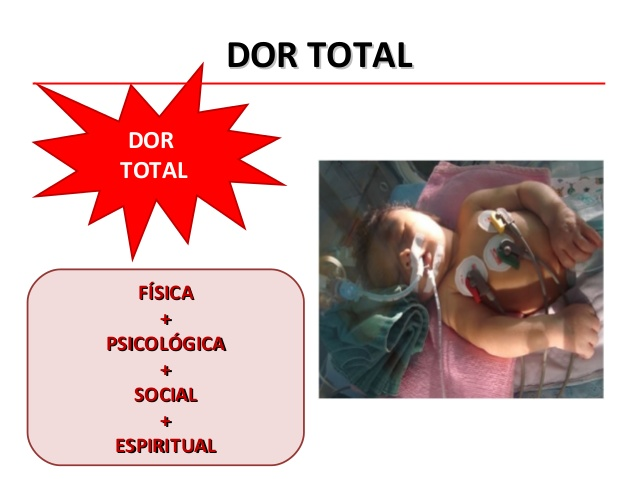 DOR TOTAL
DOR
TOTAL
FÍSICA
+
PSICOLÓGICA
+
SOCIAL
+
ESPIRITUAL